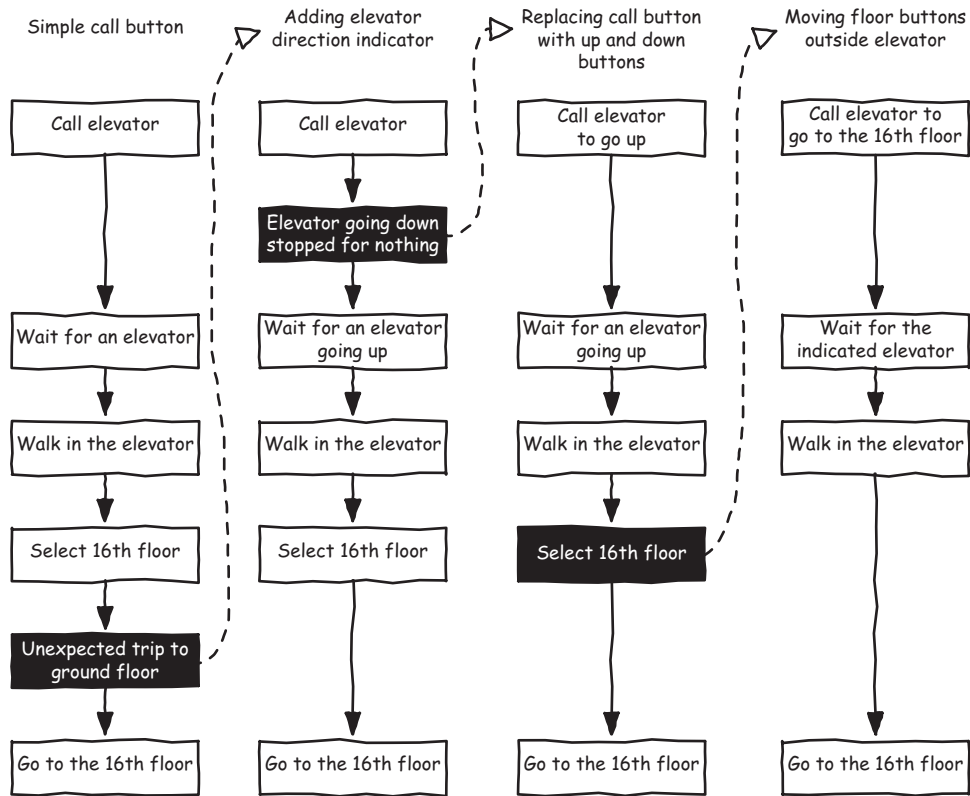 Simple call button
Call elevator
Wait for an elevator
Walk in the elevator
Select 16th floor
Unexpected trip to
ground floor
Go to the 16th floor
Adding elevator
direction indicator
Call elevator
Elevator going down
stopped for nothing
Wait for an elevator
going up
Walk in the elevator
Select 16th floor
Go to the 16th floor
Replacing call button
with up and down
buttons
Call elevator
to go up
Wait for an elevator
going up
Walk in the elevator
Select 16th floor
Go to the 16th floor
Moving floor buttons
outside elevator
Call elevator to
go to the 16th floor
Wait for the
indicated elevator
Walk in the elevator
Go to the 16th floor